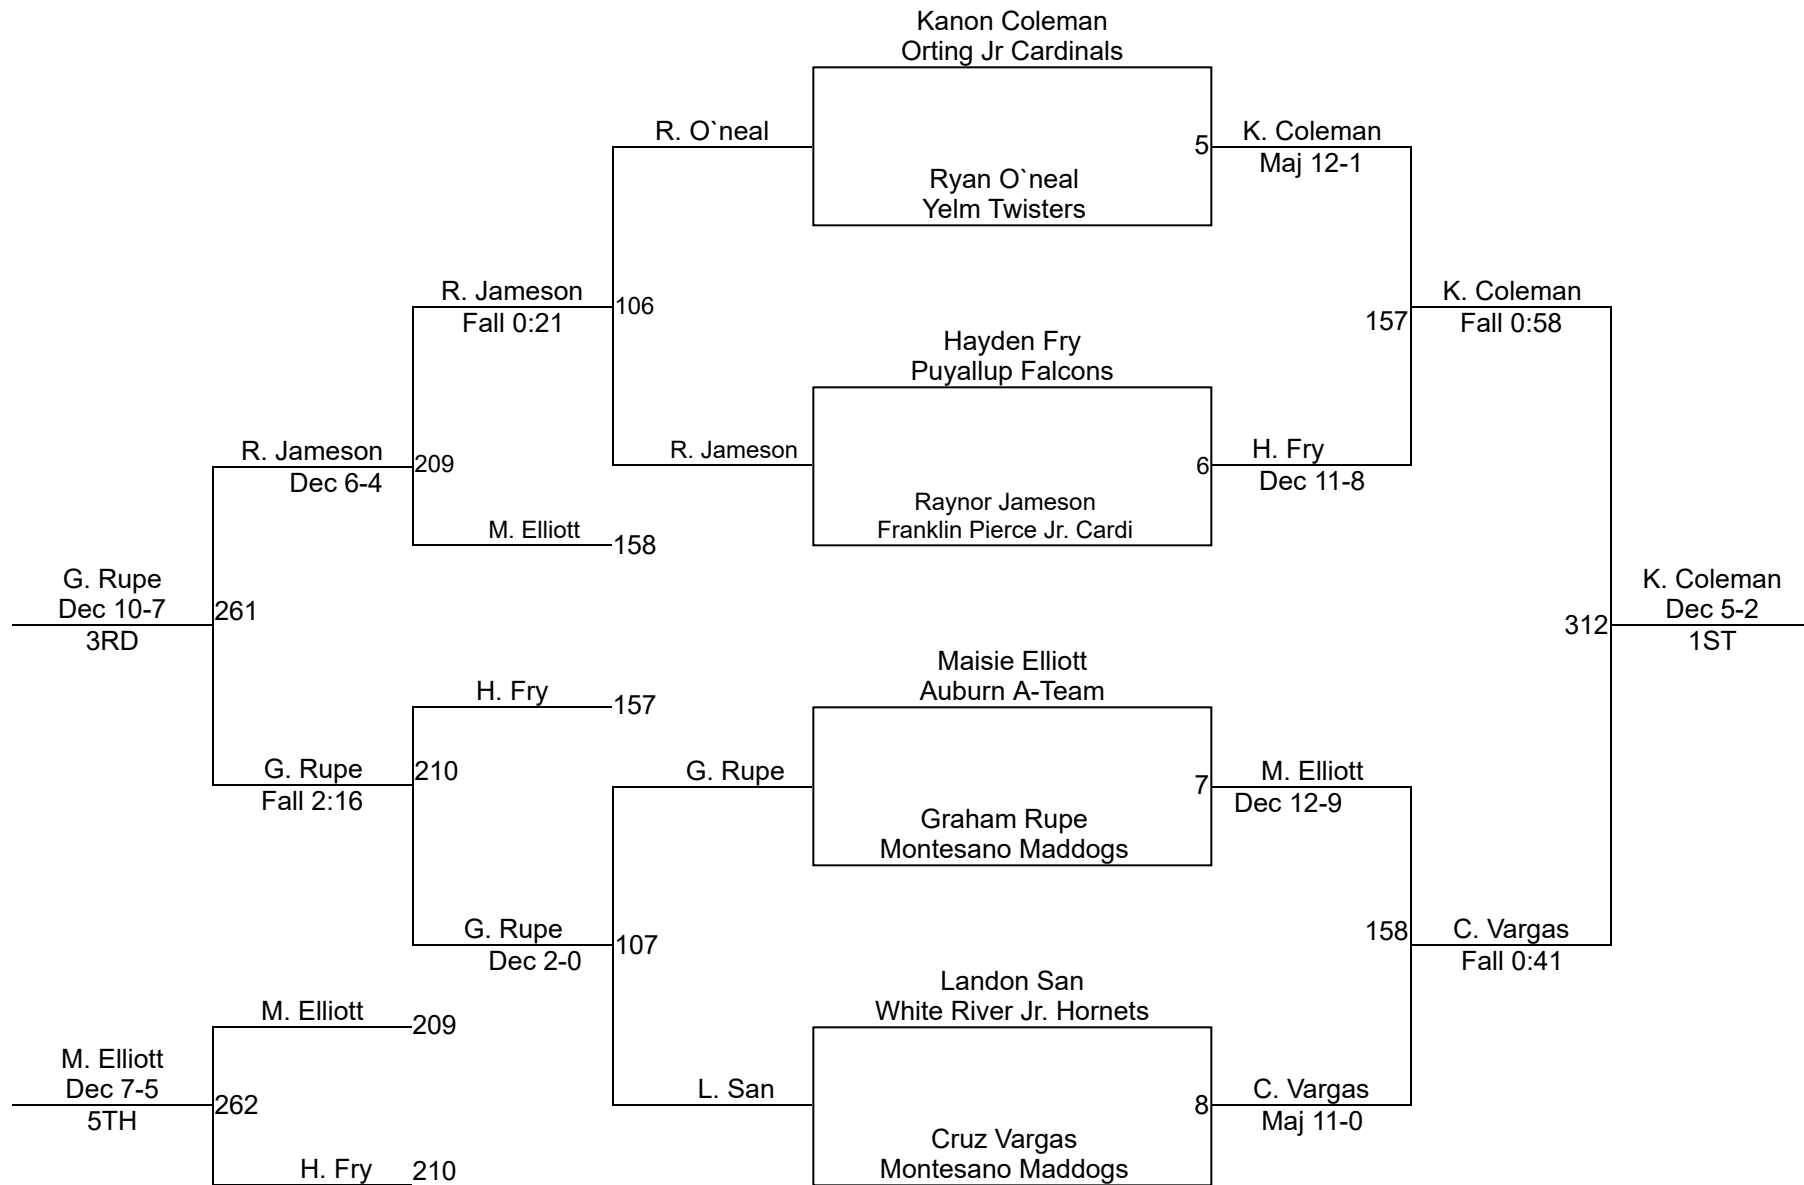 Kanon Coleman
Orting Jr Cardinals
R. O`neal
5
K. Coleman
Maj 12-1
Ryan O`neal
Yelm Twisters
R. Jameson
Fall 0:21
106
157
K. Coleman
Fall 0:58
Hayden Fry
Puyallup Falcons
R. Jameson
Dec 6-4
209
R. Jameson
6
H. Fry
Dec 11-8
Raynor Jameson
Franklin Pierce Jr. Cardi
M. Elliott
158
G. Rupe
Dec 10-7
3RD
261
312
K. Coleman
Dec 5-2
1ST
Maisie Elliott
Auburn A-Team
H. Fry
157
G. Rupe
Fall 2:16
210
G. Rupe
7
M. Elliott
Dec 12-9
Graham Rupe
Montesano Maddogs
G. Rupe
Dec 2-0
107
158
C. Vargas
Fall 0:41
Landon San
White River Jr. Hornets
M. Elliott
209
M. Elliott
Dec 7-5
5TH
262
L. San
8
C. Vargas
Maj 11-0
Cruz Vargas
Montesano Maddogs
H. Fry
210